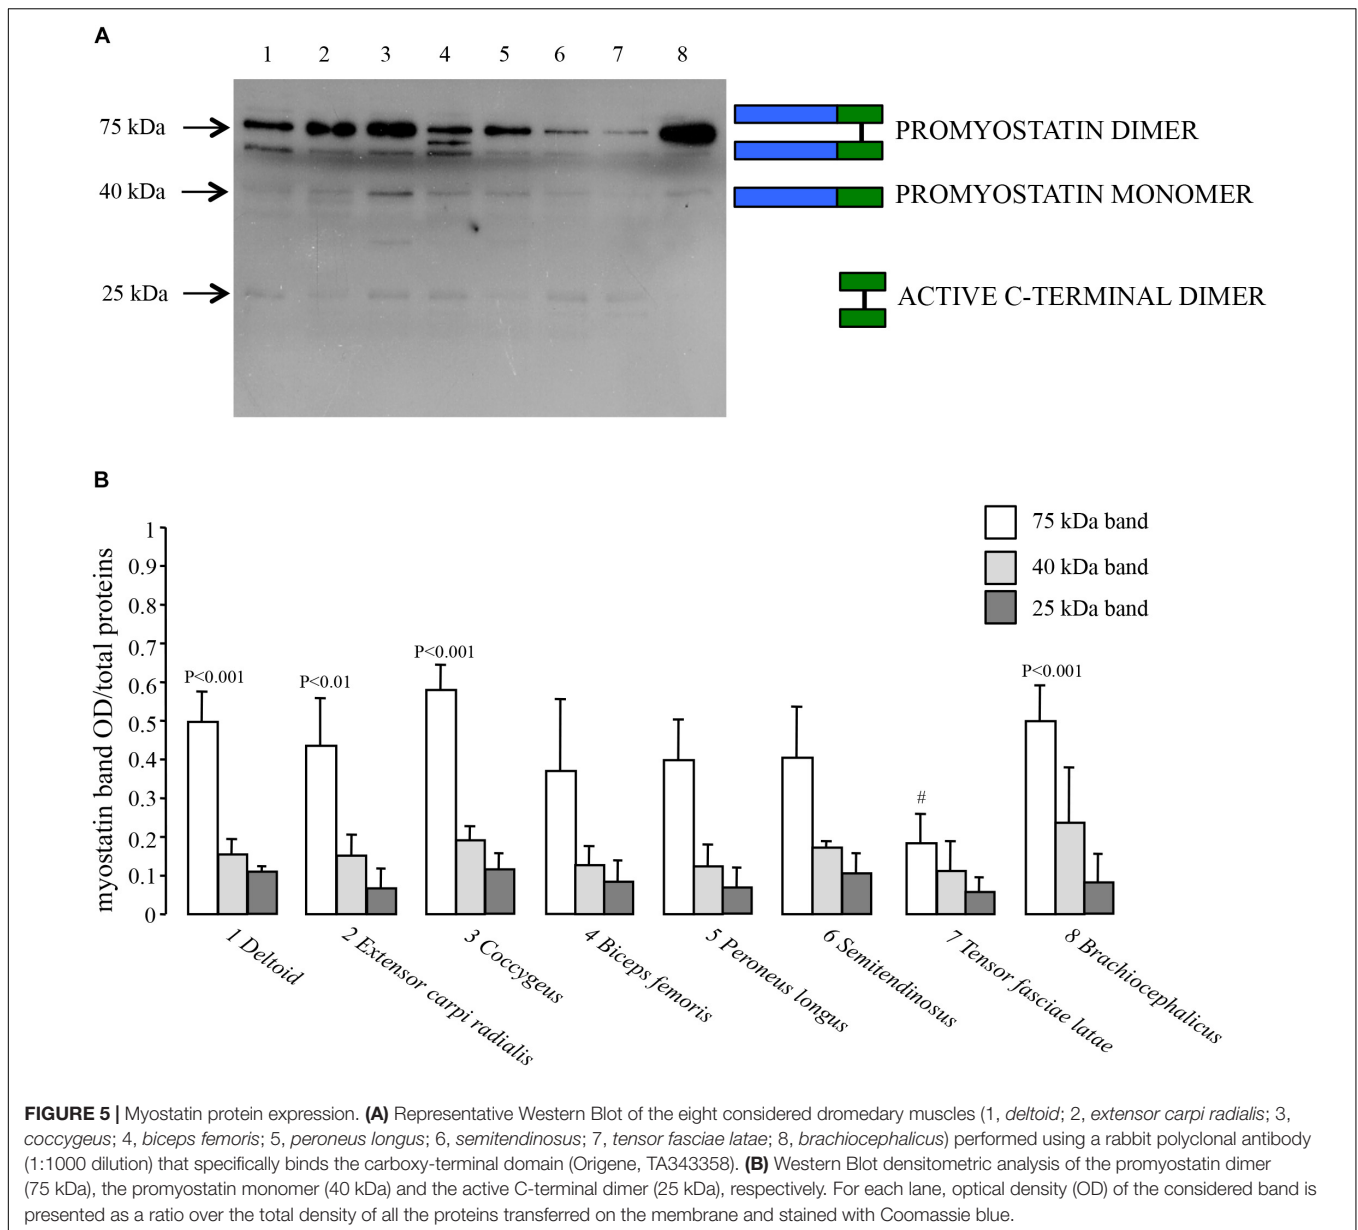 A
1 2 3 4 5 6 7 8
75 kDa
PROMYOSTATIN DIMER
40 kDa
PROMYOSTATIN MONOMER
25 kDa
ACTIVE C-TERMINAL DIMER
B
myostatin band OD/total proteins
1
0.9
0.8
0.7
0.6
0.5
0.4
0.3
0.2
0.1
0
75 kDa band
40 kDa band
25 kDa band
P<0.001
P<0.01
P<0.001
#
P<0.001
1 Deltoid
2 Extensor carpi radialis
3 Coccygeus
4 Biceps femoris
5 Peroneus longus
6 Semitendinosus
7 Tensor fasciae latae
8 Brachiocephalicus
FIGURE 5 | Myostatin protein expression. (A) Representative Western Blot of the eight considered dromedary muscles (1, deltoid; 2, extensor carpi radialis; 3,
coccygeus; 4, biceps femoris; 5, peroneus longus; 6, semitendinosus; 7, tensor fasciae latae; 8, brachiocephalicus) performed using a rabbit polyclonal antibody
(1:1000 dilution) that specifically binds the carboxy-terminal domain (Origene, TA343358). (B) Western Blot densitometric analysis of the promyostatin dimer
(75 kDa), the promyostatin monomer (40 kDa) and the active C-terminal dimer (25 kDa), respectively. For each lane, optical density (OD) of the considered band is
presented as a ratio over the total density of all the proteins transferred on the membrane and stained with Coomassie blue.